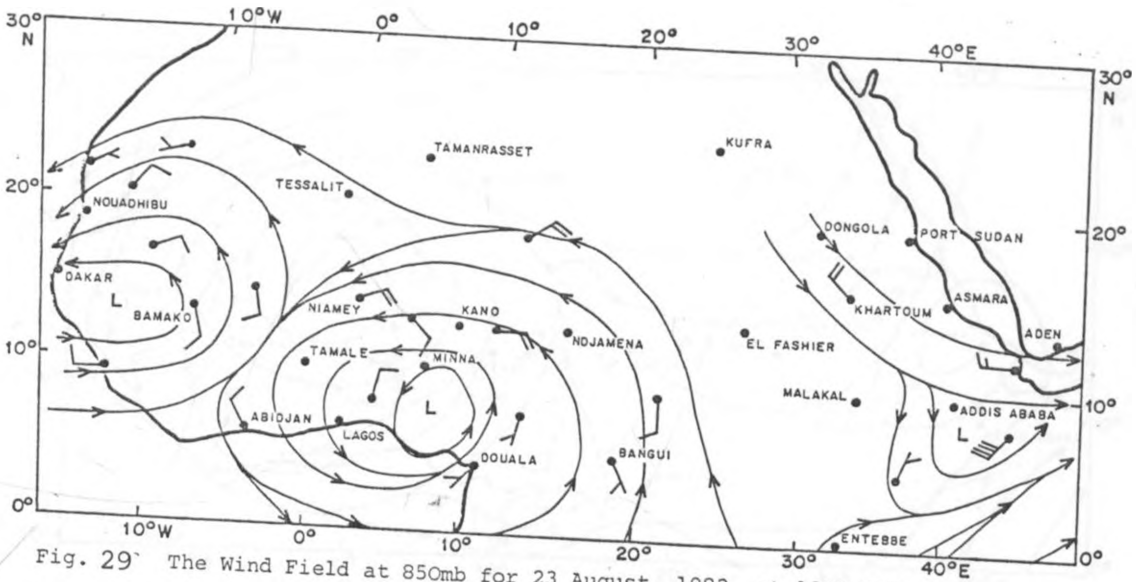 30° 10°W 0° 10° 20° 30° 40°E 30°
N N
TAMANRASSET KUFRA
TESSALIT
20° NOUADHIBU DONGOLA PORT SUDAN 20°
DAKAR L BAMAKO NIAMEY KANO NDJAMENA EL FASHIER KHARTOUM ASMARA ADEN
10° TAMALE MINNA MALAKAL ADDIS ABABA 10°
ABIDJAN LAGOS L DOUALA BANGUI L
0° ENTEBBE 0°
10°W 0° 10° 20° 30° 40°E
Fig. 29 The Wind Field at 850mb for 23 August